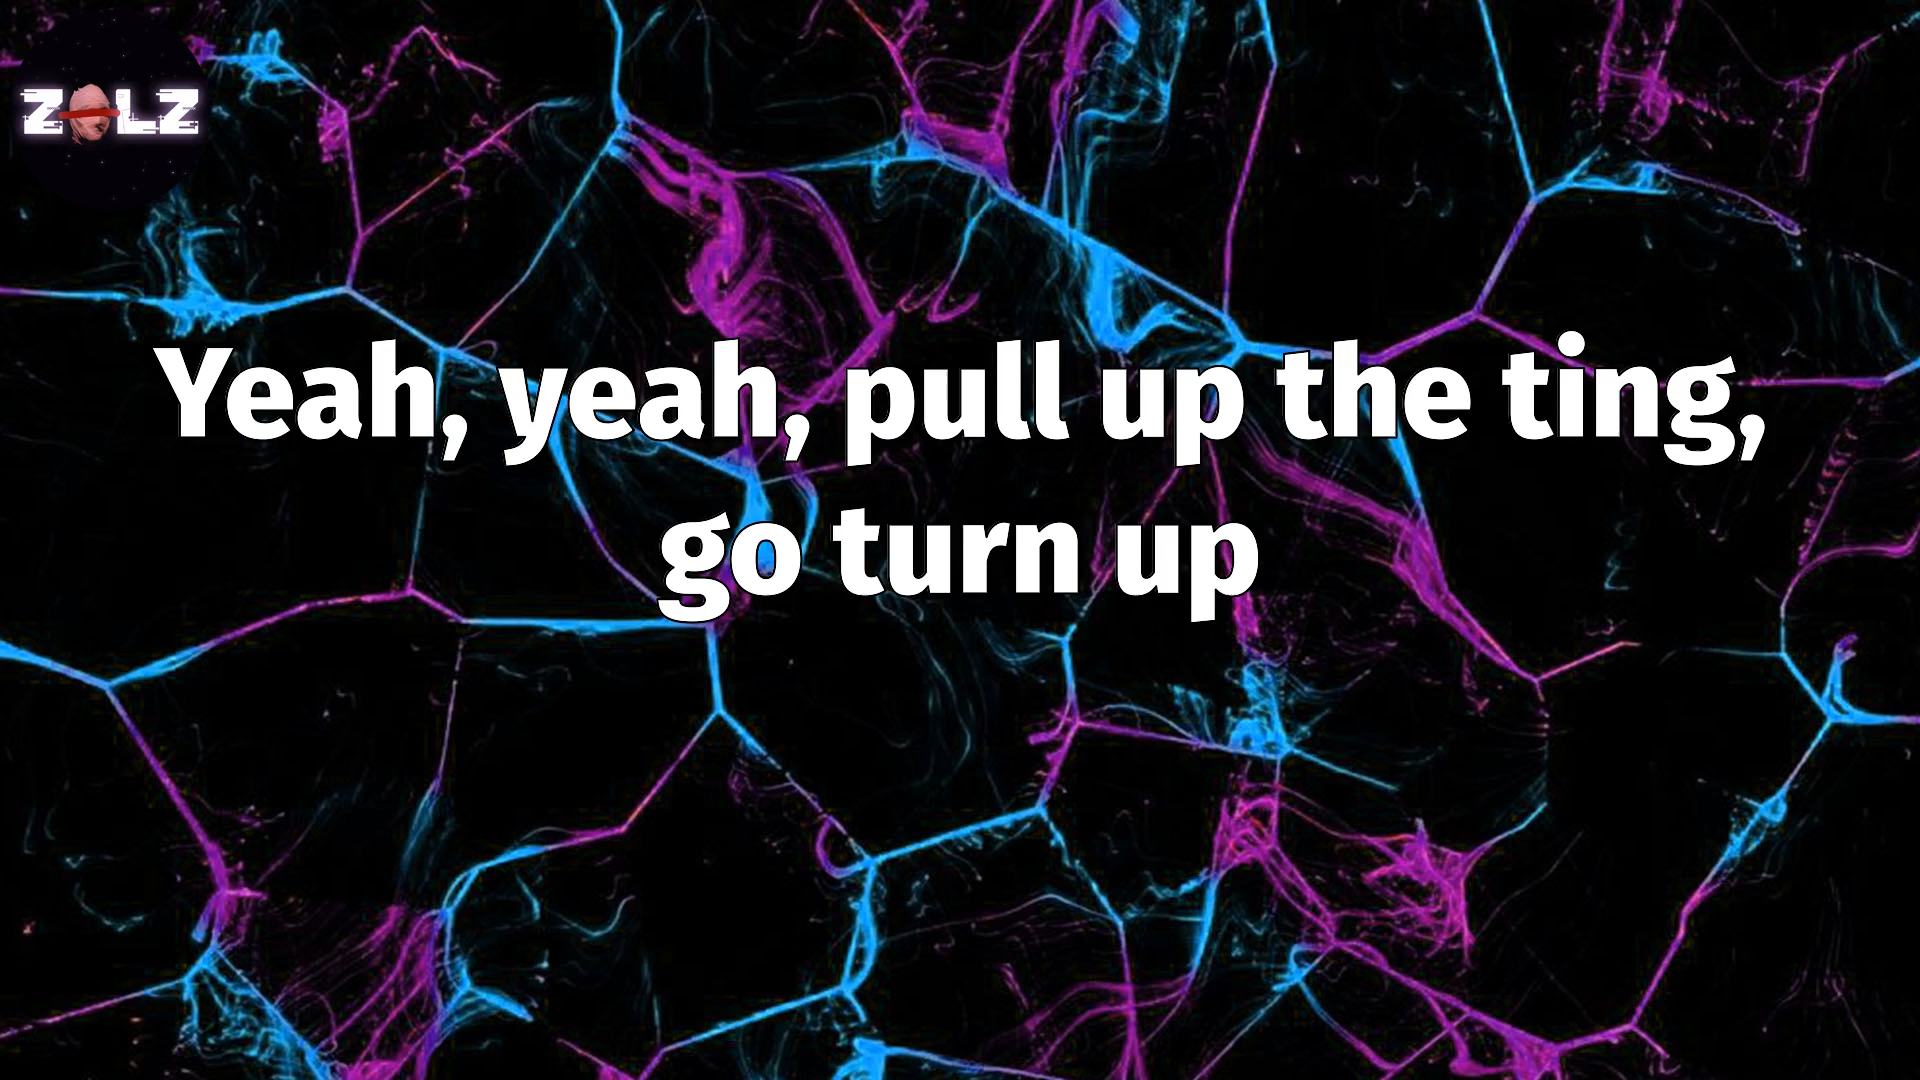 ZOLZ
Yeah, yeah, pull up the ting,
go turn up